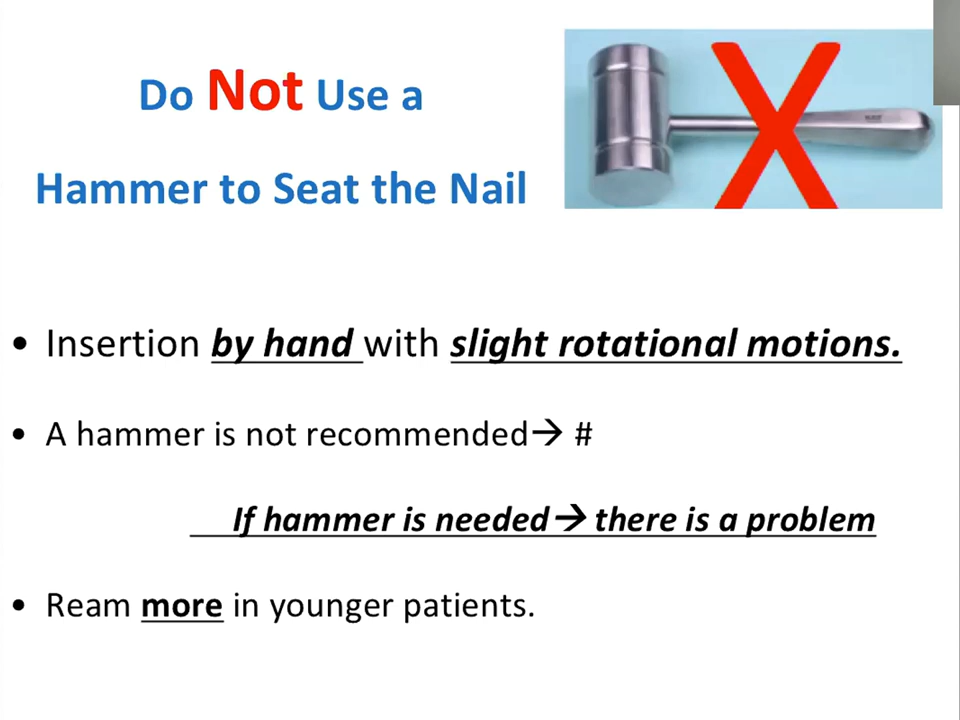 Do Not Use a
Hammer to Seat the Nail
• Insertion by hand with slight rotational motions.
• A hammer is not recommended→ #
If hammer is needed→ there is a problem
• Ream more in younger patients.